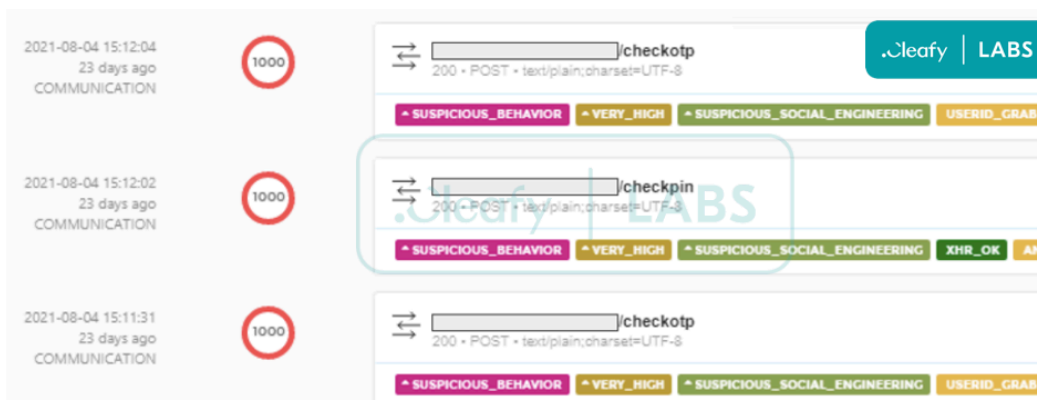 2021-08-04 15:12:04
23 days ago
COMMUNICATION
1000
/checkotp
200 • POST • text/plain;charset=UTF-8
SUSPICIOUS_BEHAVIOR
VERY_HIGH
SUSPICIOUS_SOCIAL_ENGINEERING
USERID_GRAB
.Cleafy | LABS
2021-08-04 15:12:02
23 days ago
COMMUNICATION
1000
/checkpin
200 • POST • text/plain;charset=UTF-8
.Cleafy | LABS
SUSPICIOUS_BEHAVIOR
VERY_HIGH
SUSPICIOUS_SOCIAL_ENGINEERING
XHR_OK
2021-08-04 15:11:31
23 days ago
COMMUNICATION
1000
/checkotp
200 • POST • text/plain;charset=UTF-8
SUSPICIOUS_BEHAVIOR
VERY_HIGH
SUSPICIOUS_SOCIAL_ENGINEERING
USERID_GRAB